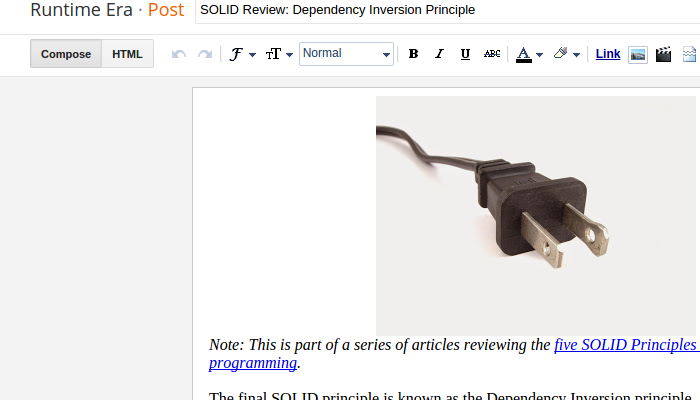 Runtime Era · Post
SOLID Review: Dependency Inversion Principle
Compose HTML
Normal
B I U ABC A Link
Note: This is part of a series of articles reviewing the five SOLID Principles
programming.
The final SOLID principle is known as the Dependency Inversion principle